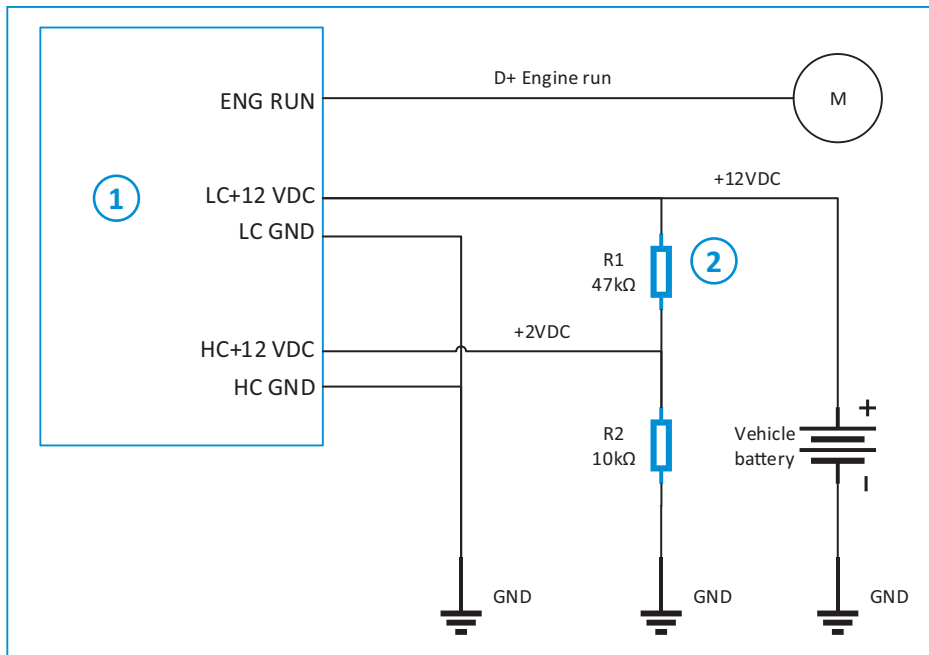 D+ Engine run
M
ENG RUN
1
+12VDC
LC+12 VDC
LC GND
R1
47kΩ
2
+2VDC
HC+12 VDC
HC GND
R2
10kΩ
Vehicle
battery
+
–
GND
GND
GND